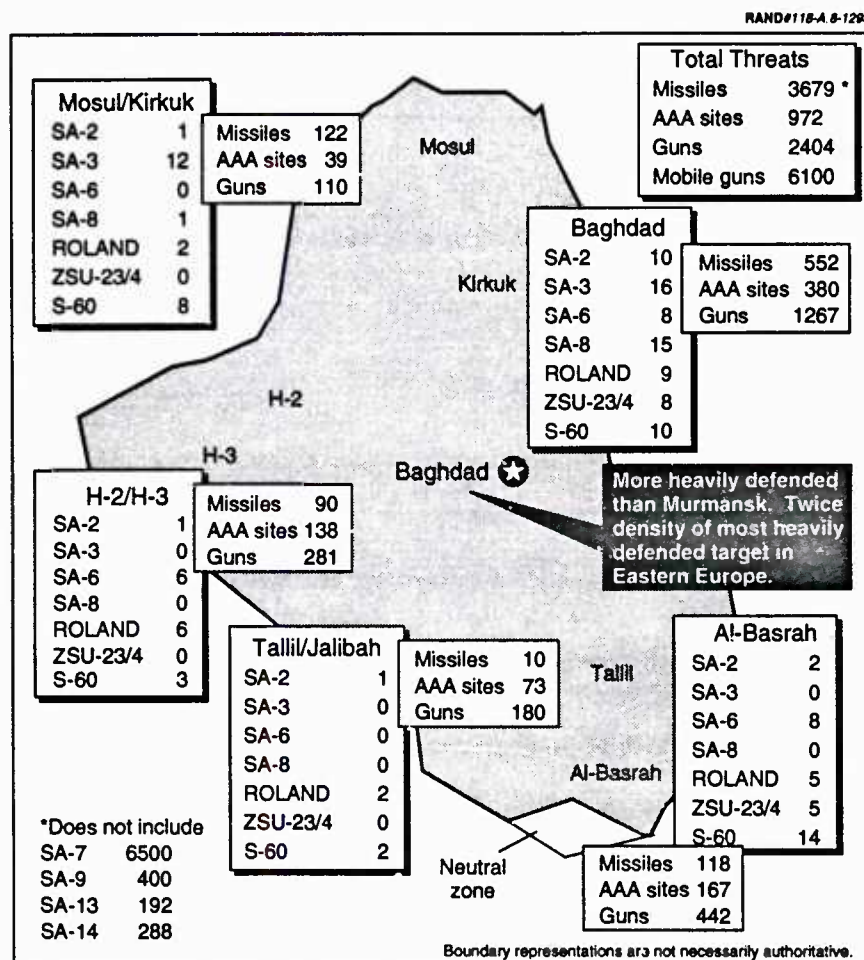 RAND#118-A.8-129
Total Threats
Missiles 3679 *
AAA sites 972
Guns 2404
Mobile guns 6100
Mosul/Kirkuk
SA-2 1
SA-3 12
SA-6 0
SA-8 1
ROLAND 2
ZSU-23/4 0
S-60 8
Missiles 122
AAA sites 39
Guns 110
Mosul
Kirkuk
Baghdad
SA-2 10
SA-3 16
SA-6 8
SA-8 15
ROLAND 9
ZSU-23/4 8
S-60 10
Missiles 552
AAA sites 380
Guns 1267
H-2
H-3
Baghdad
More heavily defended
than Murmansk. Twice
density of most heavily
defended target in
Eastern Europe.
H-2/H-3
SA-2 1
SA-3 0
SA-6 6
SA-8 0
ROLAND 6
ZSU-23/4 0
S-60 3
Missiles 90
AAA sites 138
Guns 281
Tallil/Jalibah
SA-2 1
SA-3 0
SA-6 0
SA-8 0
ROLAND 2
ZSU-23/4 0
S-60 2
Missiles 10
AAA sites 73
Guns 180
Tallil
Al-Basrah
Al-Basrah
SA-2 2
SA-3 0
SA-6 8
SA-8 0
ROLAND 5
ZSU-23/4 5
S-60 14
Missiles 118
AAA sites 167
Guns 442
Neutral
zone
*Does not include
SA-7 6500
SA-9 400
SA-13 192
SA-14 288
Boundary representations are not necessarily authoritative.